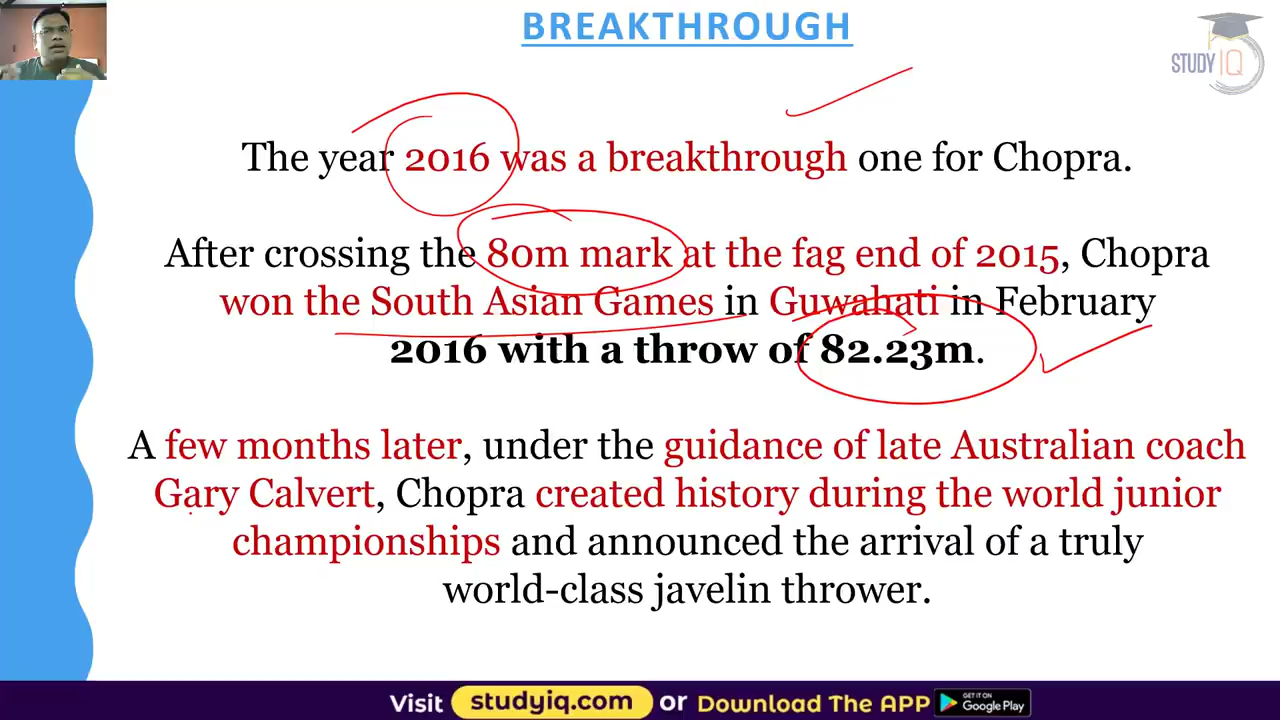 BREAKTHROUGH
STUDY IQ
The year 2016 was a breakthrough one for Chopra.
After crossing the 80m mark at the fag end of 2015, Chopra
won the South Asian Games in Guwahati in February
2016 with a throw of 82.23m.
A few months later, under the guidance of late Australian coach
Gary Calvert, Chopra created history during the world junior
championships and announced the arrival of a truly
world-class javelin thrower.
Visit studyiq.com or Download The APP GET IT ON Google Play